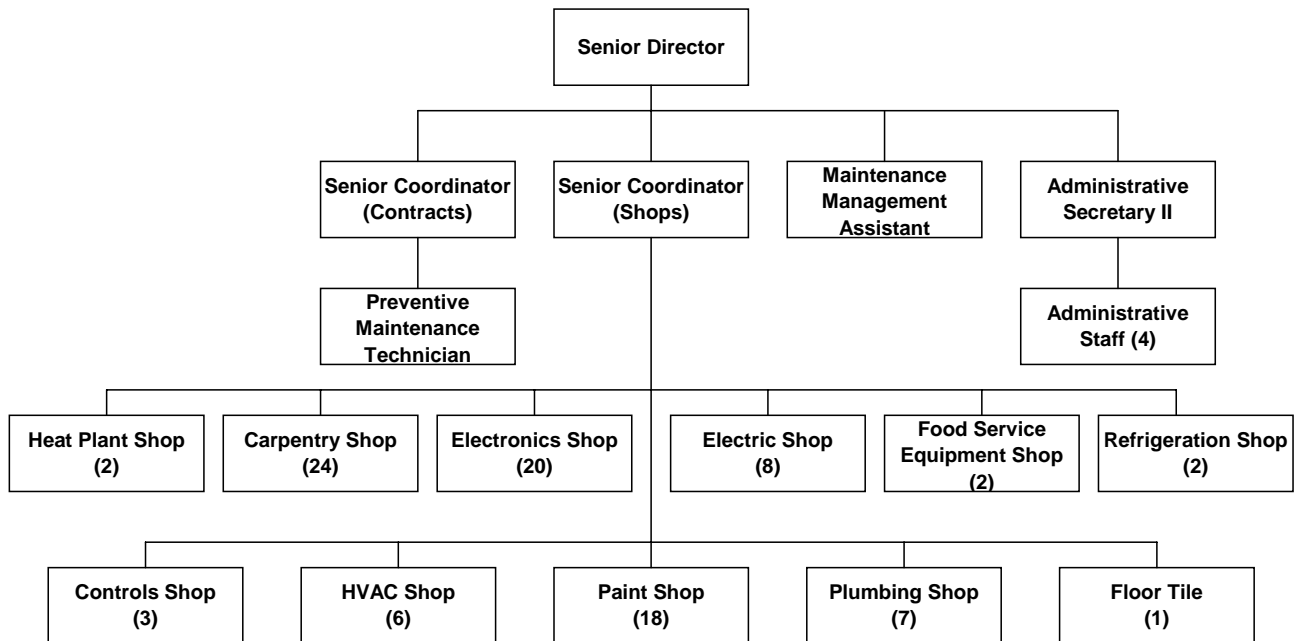 Senior Director
Senior Coordinator
(Contracts)
Senior Coordinator
(Shops)
Maintenance
Management
Assistant
Administrative
Secretary II
Preventive
Maintenance
Technician
Administrative
Staff (4)
Heat Plant Shop
(2)
Carpentry Shop
(24)
Electronics Shop
(20)
Electric Shop
(8)
Food Service
Equipment Shop
(2)
Refrigeration Shop
(2)
Controls Shop
(3)
HVAC Shop
(6)
Paint Shop
(18)
Plumbing Shop
(7)
Floor Tile
(1)